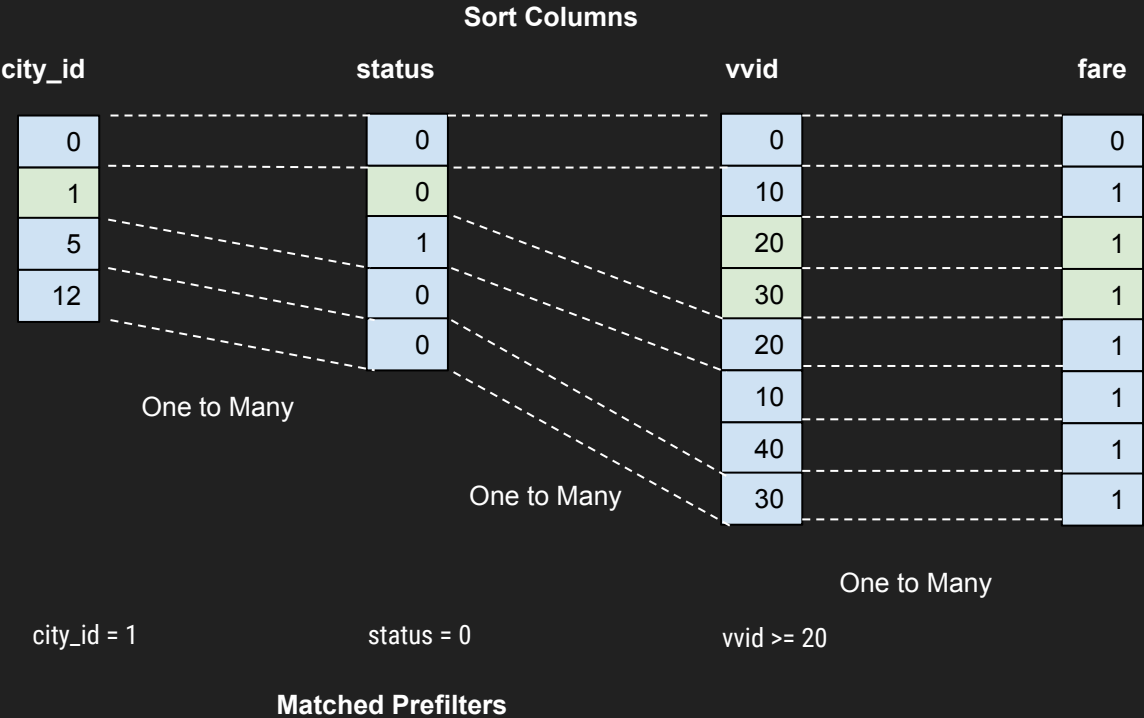 Sort Columns
city_id status vvid fare
0 0 0 0
1 0 10 1
5 1 20 1
12 0 30 1
0 20 1
One to Many 10 1
40 1
One to Many 30 1
One to Many
city_id = 1 status = 0 vvid >= 20
Matched Prefilters